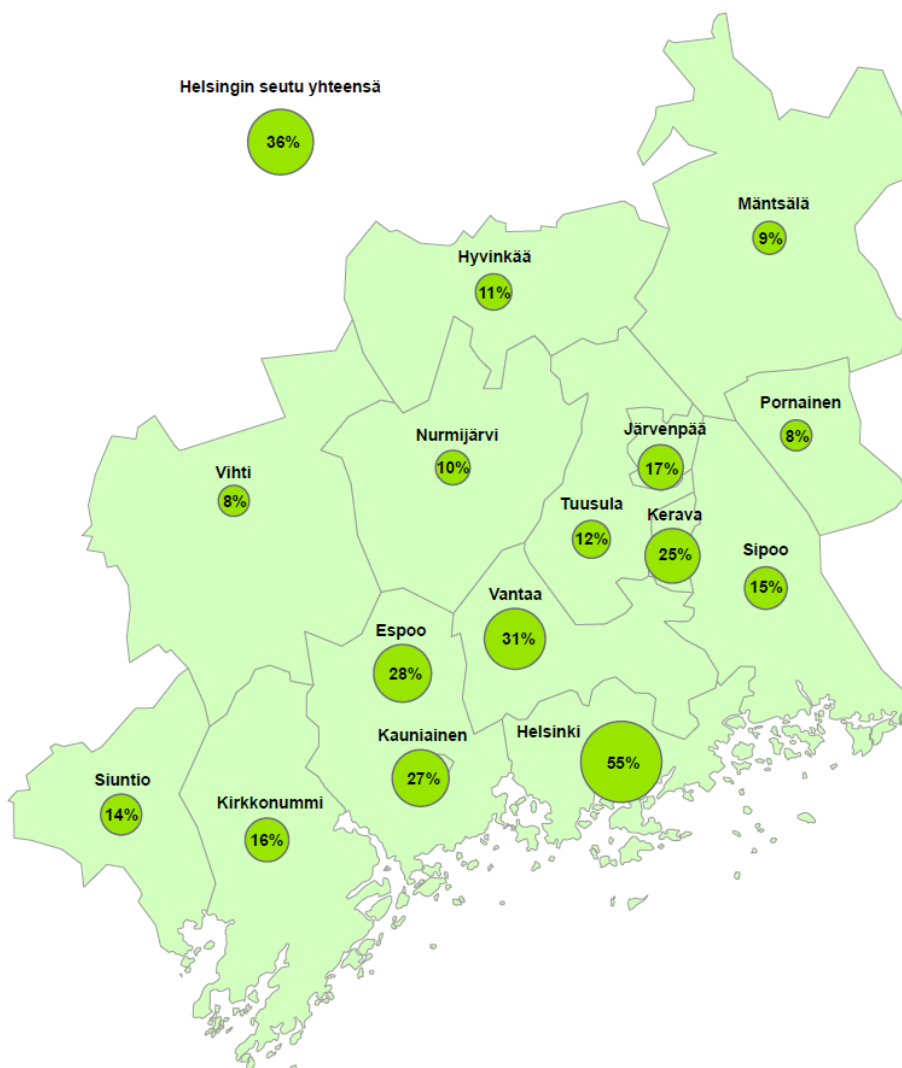 Helsingin seutu yhteensä
36%
Mäntsälä
9%
Hyvinkää
11%
Pornainen
8%
Järvenpää
17%
Nurmijärvi
10%
Vihti
8%
Tuusula
12%
Kerava
25%
Sipoo
15%
Vantaa
31%
Espoo
28%
Kauniainen
27%
Helsinki
55%
Siuntio
14%
Kirkkonummi
16%